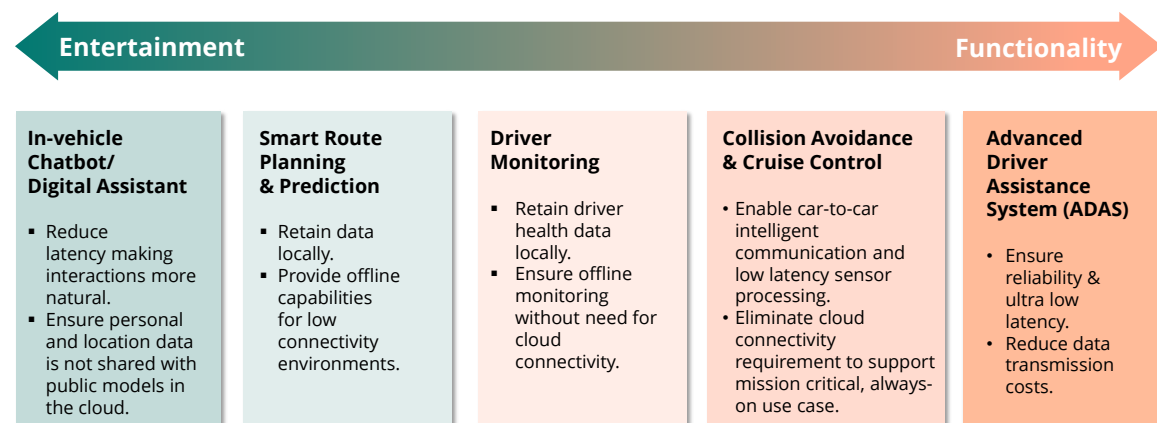 Entertainment
Functionality
In-vehicle
Chatbot/
Digital Assistant
▪ Reduce
latency making
interactions more
natural.
▪ Ensure personal
and location data
is not shared with
public models in
the cloud.
Smart Route
Planning
& Prediction
▪ Retain data
locally.
▪ Provide offline
capabilities
for low
connectivity
environments.
Driver
Monitoring
▪ Retain driver
health data
locally.
▪ Ensure offline
monitoring
without need for
cloud
connectivity.
Collision Avoidance
& Cruise Control
• Enable car-to-car
intelligent
communication and
low latency sensor
processing.
• Eliminate cloud
connectivity
requirement to support
mission critical, always-
on use case.
Advanced
Driver
Assistance
System (ADAS)
• Ensure
reliability &
ultra low
latency.
• Reduce data
transmission
costs.